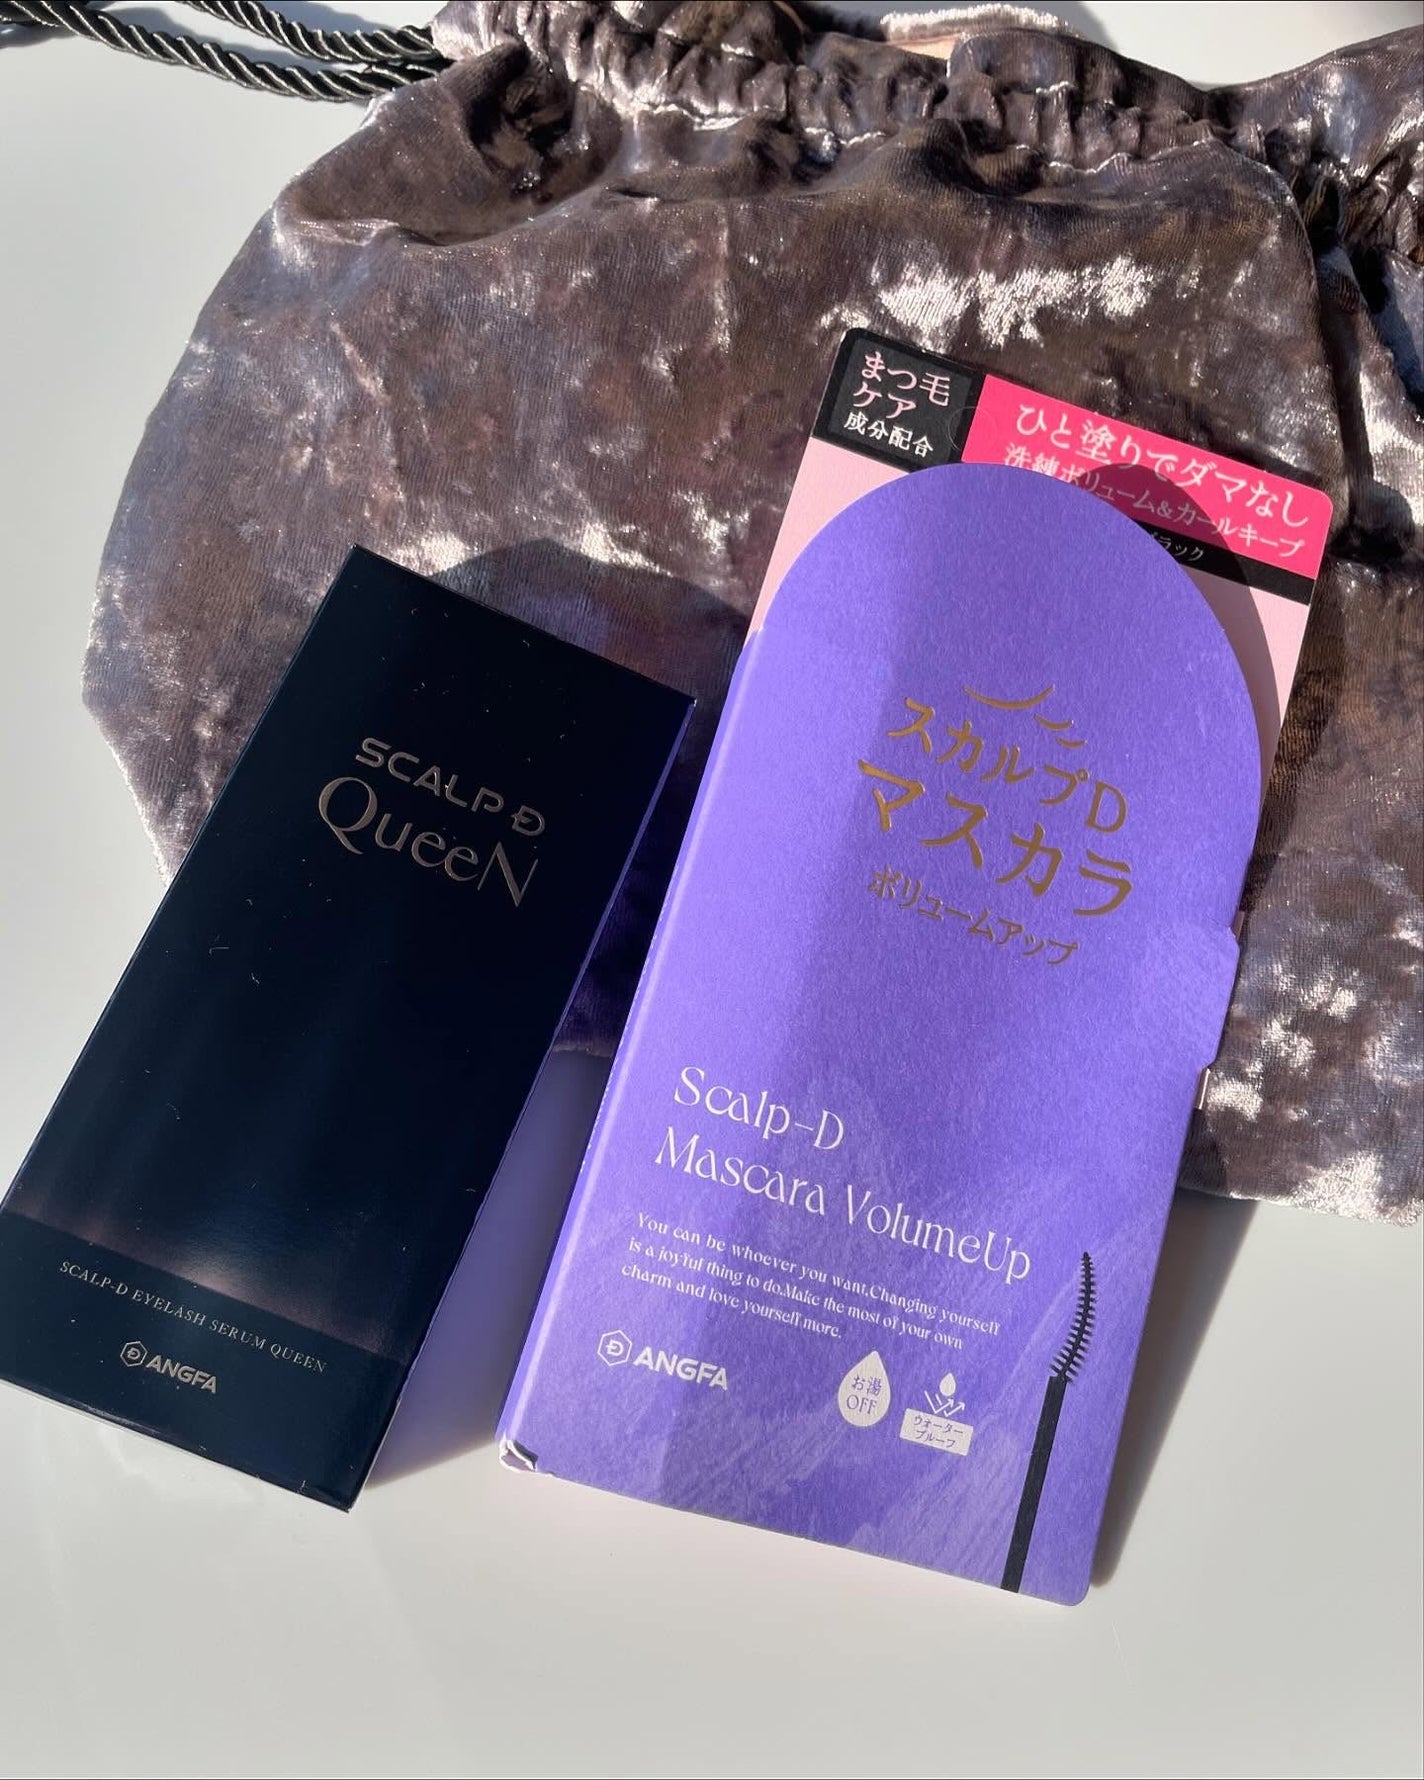 SCALP D
QueeN
SCALP-D EYELASH SERUM QUEEN
ANGFA
まつ毛
ケア
成分配合
ひと塗りでダマなし
洗練ボリューム&カールキープ
ラック
スカルプD
マスカラ
ボリュームアップ
Scalp-D
Mascara VolumeUp
You can be whoever you want.Changing yourself
is a joyful thing to do.Make the most of your own
charm and love yourself more.
ANGFA
お湯
OFF
ウォーター
プルーフ